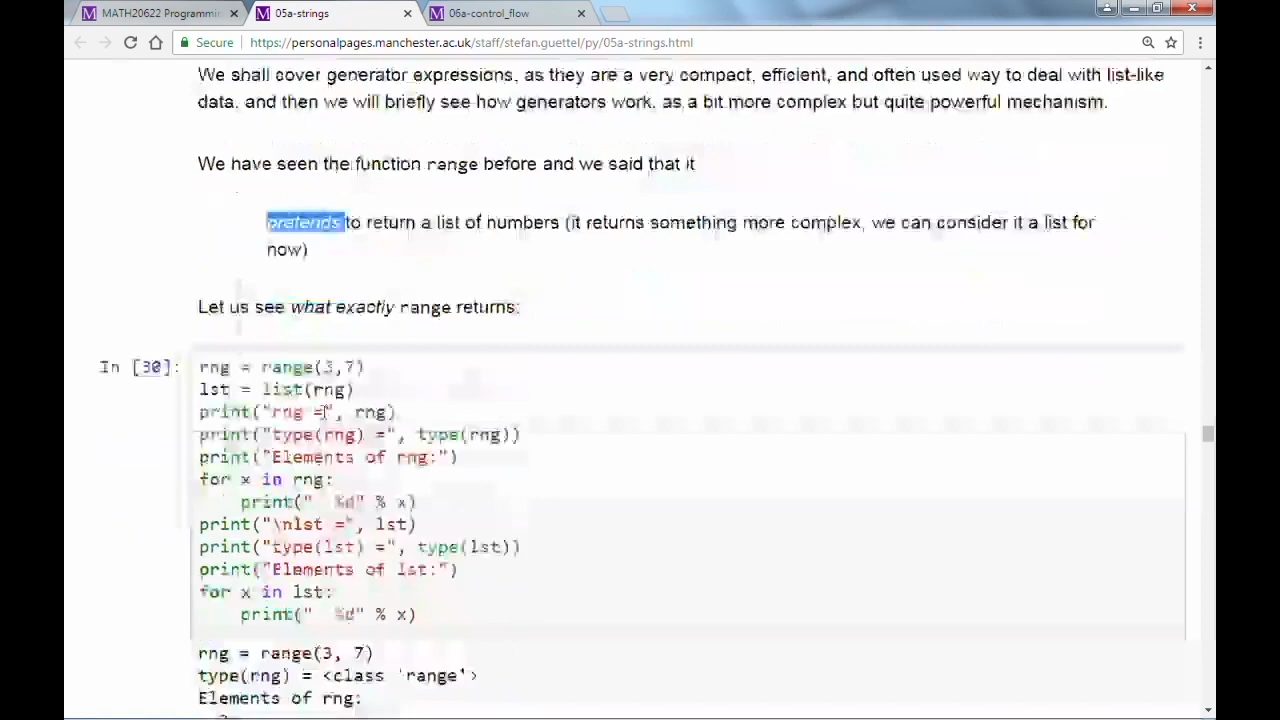 MATH20622 Programmin
05a-strings
06a-control_flow
Secure
https://personalpages.manchester.ac.uk/staff/stefan.guettel/py/05a-strings.html
We shall cover generator expressions, as they are a very compact, efficient, and often used way to deal with list-like
data, and then we will briefly see how generators work, as a bit more complex but quite powerful mechanism.
We have seen the function range before and we said that it
pretends to return a list of numbers (it returns something more complex, we can consider it a list for
now)
Let us see what exactly range returns:
In [30]:
rng = range(3,7)
lst = list(rng)
print("rng =", rng)
print("type(rng) =", type(rng))
print("Elements of rng:")
for x in rng:
    print("  %d" % x)
print("\nlst =", lst)
print("type(lst) =", type(lst))
print("Elements of lst:")
for x in lst:
    print("  %d" % x)
rng = range(3, 7)
type(rng) = <class 'range'>
Elements of rng: